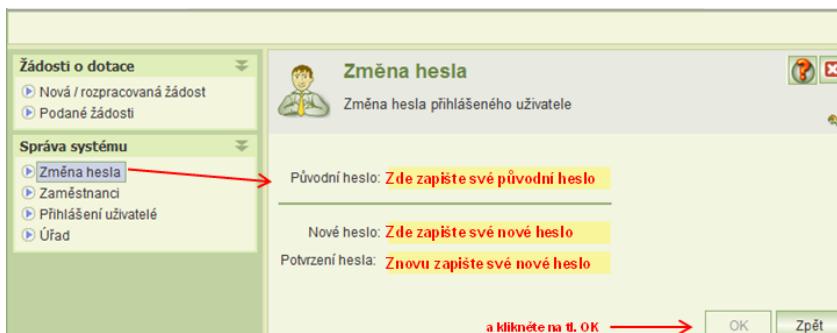 Žádosti o dotace
Nová / rozpracovaná žádost
Podané žádosti
Správa systému
Změna hesla
Zaměstnanci
Přihlášení uživatelé
Úřad
Změna hesla
Změna hesla přihlášeného uživatele
Původní heslo: Zde zapište své původní heslo
Nové heslo: Zde zapište své nové heslo
Potvrzení hesla: Znovu zapište své nové heslo
a klikněte na tl. OK
OK
Zpět